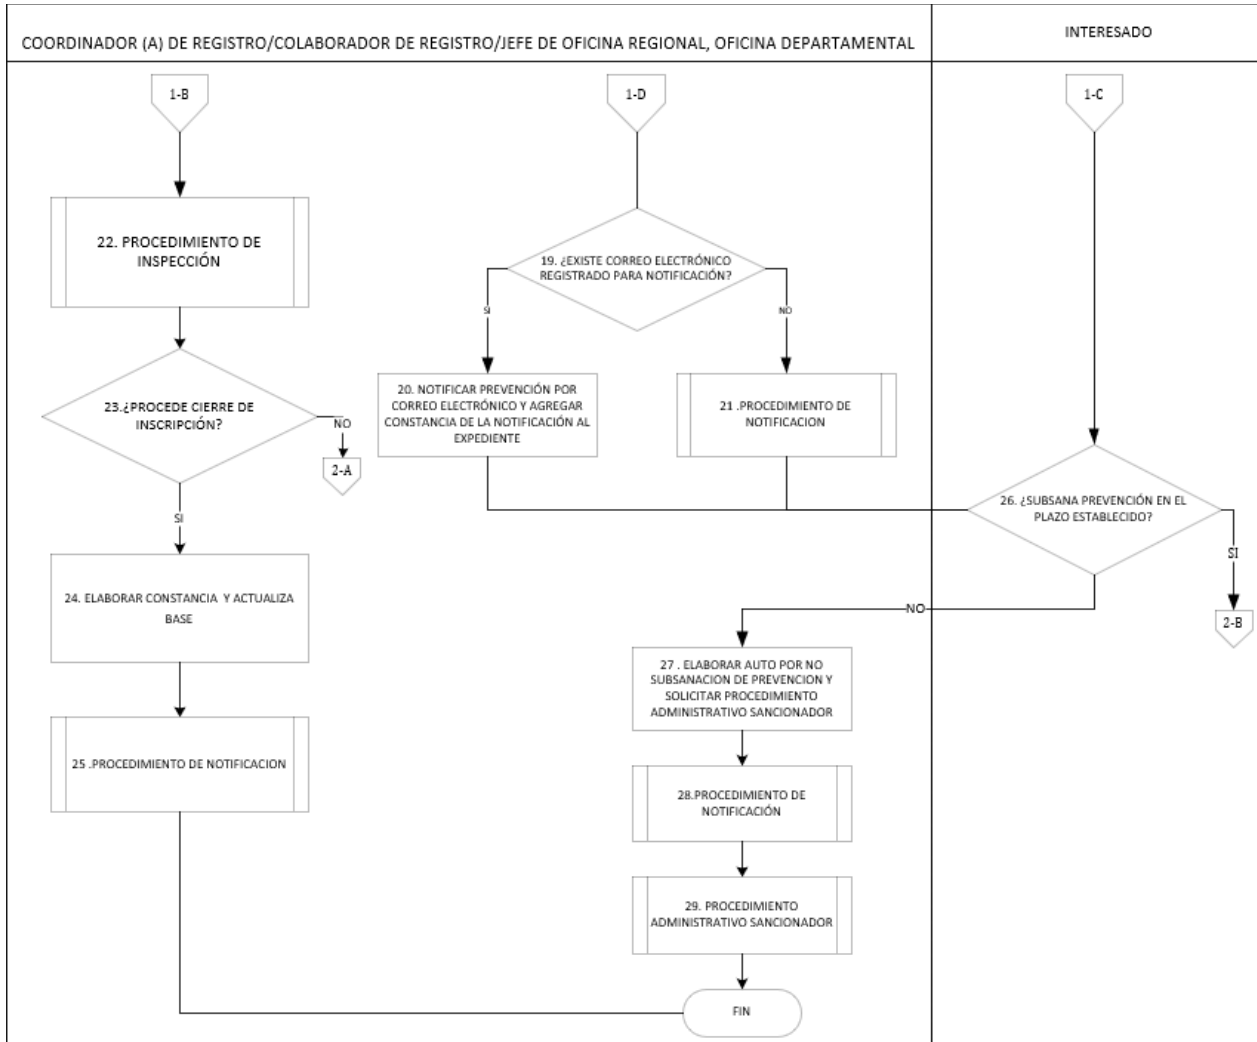 COORDINADOR (A) DE REGISTRO/COLABORADOR DE REGISTRO/JEFE DE OFICINA REGIONAL, OFICINA DEPARTAMENTAL
INTERESADO
1-B
1-D
1-C
22. PROCEDIMIENTO DE
INSPECCIÓN
19. ¿EXISTE CORREO ELECTRÓNICO
REGISTRADO PARA NOTIFICACIÓN?
SI
NO
23.¿PROCEDE CIERRE DE
INSCRIPCIÓN?
NO
2-A
SI
20. NOTIFICAR PREVENCIÓN POR
CORREO ELECTRÓNICO Y AGREGAR
CONSTANCIA DE LA NOTIFICACIÓN AL
EXPEDIENTE
21 .PROCEDIMIENTO DE
NOTIFICACION
26. ¿SUBSANA PREVENCIÓN EN EL
PLAZO ESTABLECIDO?
SI
2-B
NO
24. ELABORAR CONSTANCIA Y ACTUALIZA
BASE
25 .PROCEDIMIENTO DE NOTIFICACION
27 . ELABORAR AUTO POR NO
SUBSANACION DE PREVENCION Y
SOLICITAR PROCEDIMIENTO
ADMINISTRATIVO SANCIONADOR
28.PROCEDIMIENTO DE
NOTIFICACIÓN
29. PROCEDIMIENTO
ADMINISTRATIVO SANCIONADOR
FIN